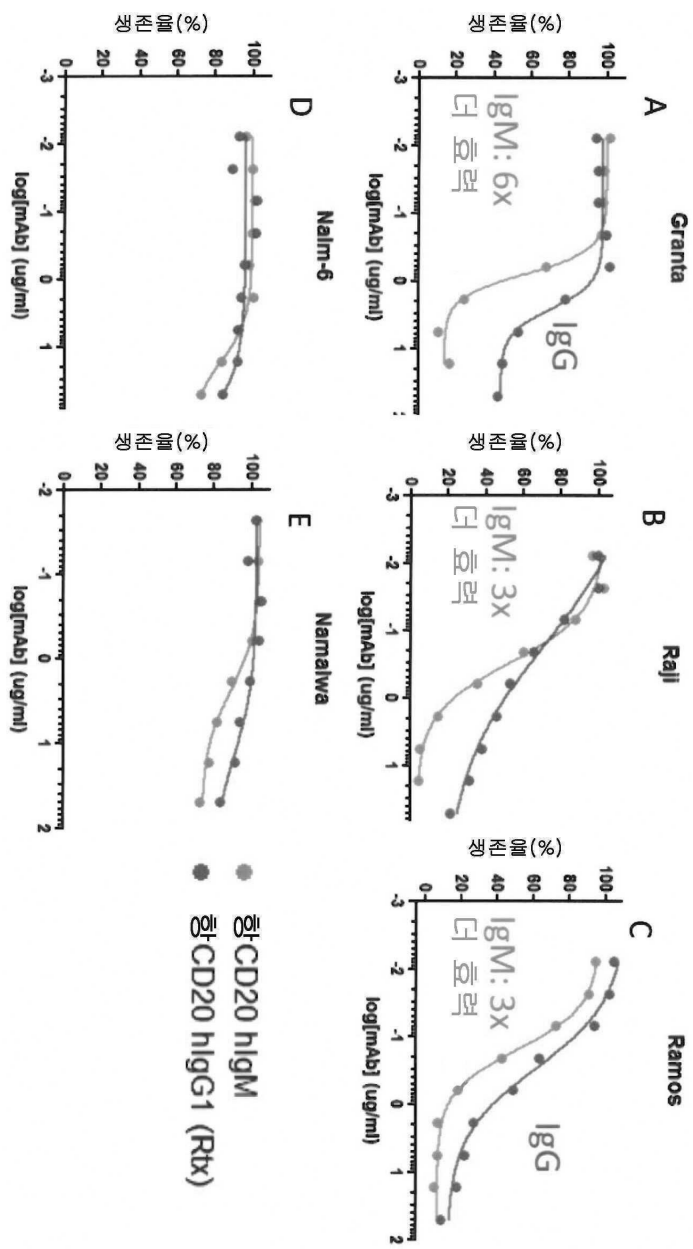 A
Granta
생존율(%)
100
80
60
40
20
0
IgM: 6x
더 효력
IgG
-3
-2
-1
0
1
log[mAb] (ug/ml)
B
Raji
생존율(%)
100
80
60
40
20
0
IgM: 3x
더 효력
-3
-2
-1
0
1
log[mAb] (ug/ml)
C
Ramos
생존율(%)
100
80
60
40
20
0
IgM: 3x
더 효력
IgG
-3
-2
-1
0
1
2
log[mAb] (ug/ml)
D
Nalm-6
생존율(%)
100
80
60
40
20
0
-3
-2
-1
0
1
log[mAb] (ug/ml)
E
Namalwa
생존율(%)
100
80
60
40
20
0
-2
-1
0
1
2
log[mAb] (ug/ml)
항CD20 hIgM
항CD20 hIgG1 (Rtx)